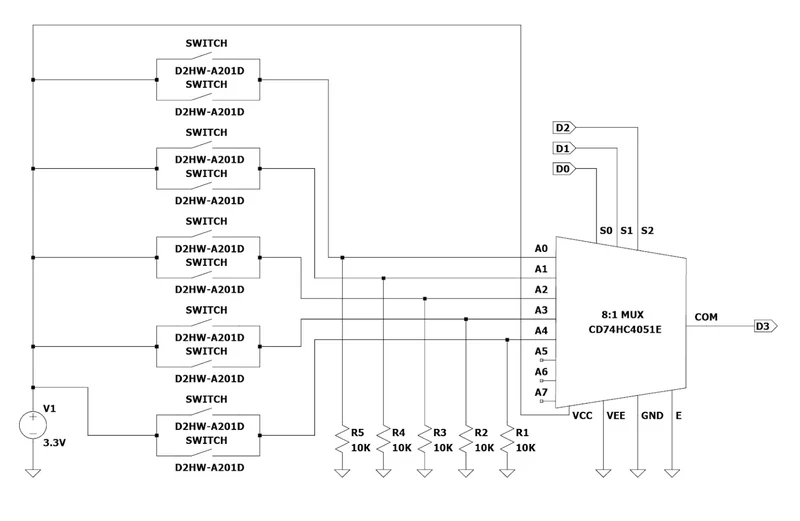 SWITCH
D2HW-A201D
SWITCH
D2HW-A201D
SWITCH
D2HW-A201D
SWITCH
D2HW-A201D
SWITCH
D2HW-A201D
SWITCH
D2HW-A201D
SWITCH
D2HW-A201D
SWITCH
D2HW-A201D
SWITCH
D2HW-A201D
SWITCH
D2HW-A201D
V1
3.3V
D2
D1
D0
S0 S1 S2
A0
A1
A2
A3
A4
A5
A6
A7
8:1 MUX
CD74HC4051E
COM
D3
VCC VEE GND E
R5 R4 R3 R2 R1
10K 10K 10K 10K 10K